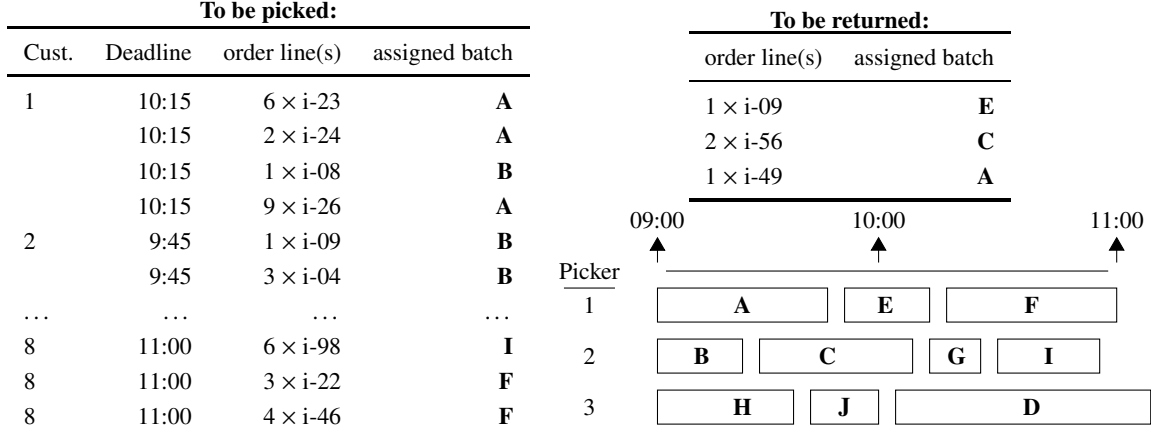 To be picked:
Cust. Deadline order line(s) assigned batch
1 10:15 6 × i-23 A
10:15 2 × i-24 A
10:15 1 × i-08 B
10:15 9 × i-26 A
2 9:45 1 × i-09 B
9:45 3 × i-04 B
... ... ... ...
8 11:00 6 × i-98 I
8 11:00 3 × i-22 F
8 11:00 4 × i-46 F
To be returned:
order line(s) assigned batch
1 × i-09 E
2 × i-56 C
1 × i-49 A
09:00 10:00 11:00
Picker
1 A E F
2 B C G I
3 H J D